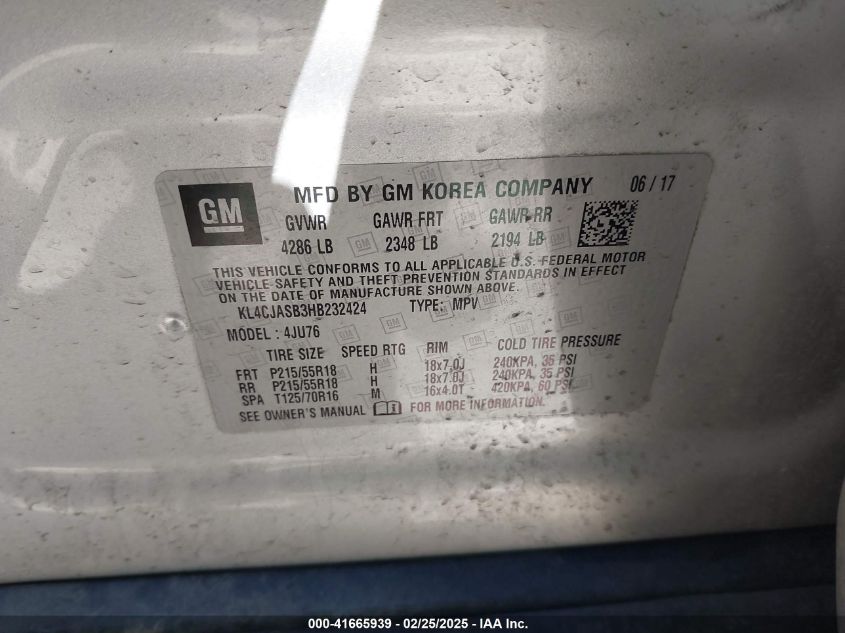 GM
MFD BY GM KOREA COMPANY 06 / 17
GVWR GAWR FRT GAWR RR
4286 LB 2348 LB 2194 LB
THIS VEHICLE CONFORMS TO ALL APPLICABLE U.S. FEDERAL MOTOR
VEHICLE SAFETY AND THEFT PREVENTION STANDARDS IN EFFECT
ON THE DATE OF MANUFACTURE SHOWN ABOVE.
KL4CJASB3HB232424 TYPE: MPV
MODEL: 4JU76
TIRE SIZE SPEED RTG RIM COLD TIRE PRESSURE
FRT P215/55R18 H 18x7.0J 240KPA, 35 PSI
RR P215/55R18 H 18x7.0J 240KPA, 35 PSI
SPA T125/70R16 M 16x4.0T 420KPA, 60 PSI
SEE OWNER'S MANUAL FOR MORE INFORMATION.
000-41665939 - 02/25/2025 - IAA Inc.